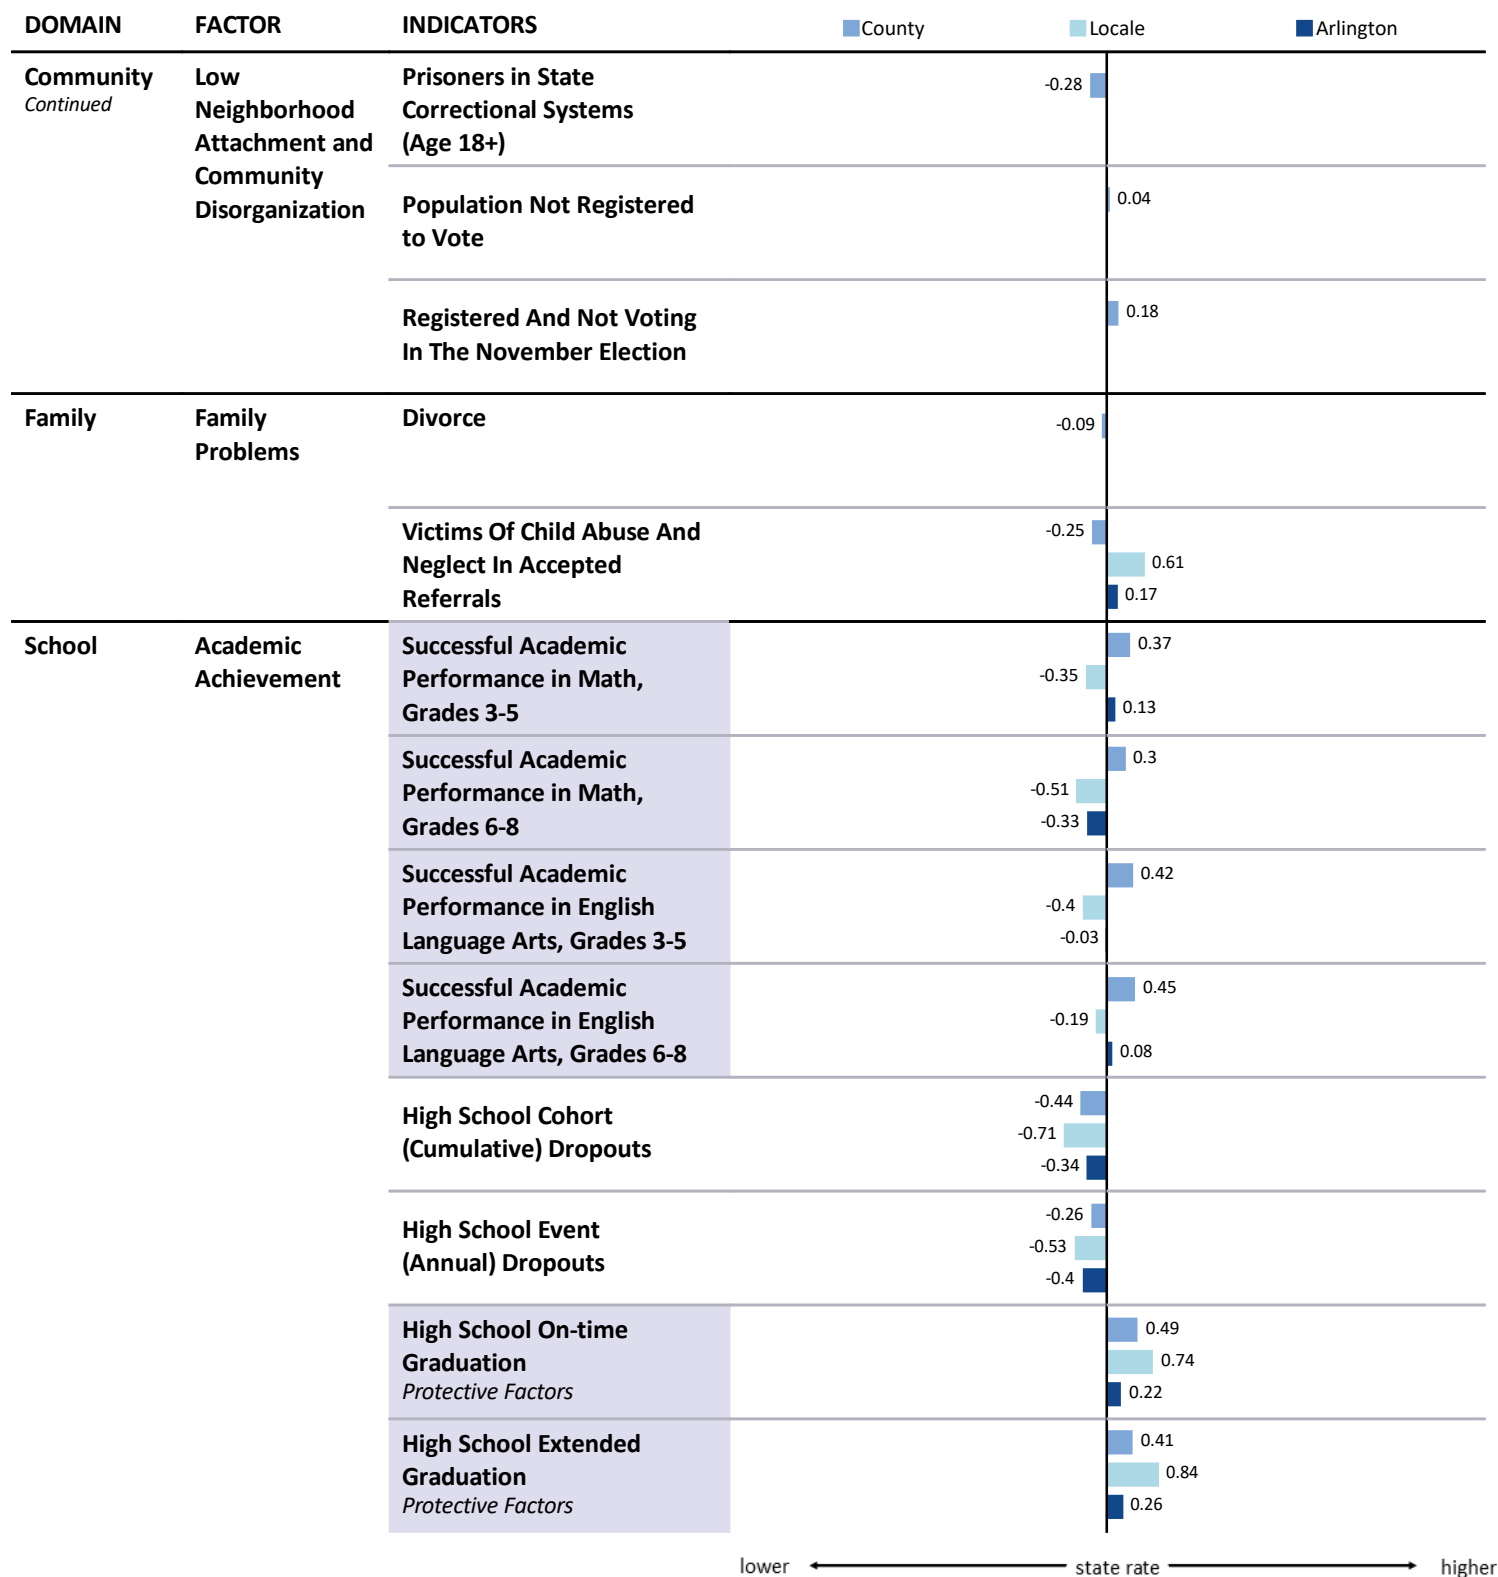 DOMAIN FACTOR INDICATORS County Locale Arlington
Community
Continued
Low
Neighborhood
Attachment and
Community
Disorganization
Prisoners in State
Correctional Systems
(Age 18+)
-0.28
Population Not Registered
to Vote
0.04
Registered And Not Voting
In The November Election
0.18
Family
Family
Problems
Divorce
-0.09
Victims Of Child Abuse And
Neglect In Accepted
Referrals
-0.25
0.61
0.17
School
Academic
Achievement
Successful Academic
Performance in Math,
Grades 3-5
0.37
-0.35
0.13
Successful Academic
Performance in Math,
Grades 6-8
0.3
-0.51
-0.33
Successful Academic
Performance in English
Language Arts, Grades 3-5
0.42
-0.4
-0.03
Successful Academic
Performance in English
Language Arts, Grades 6-8
0.45
-0.19
0.08
High School Cohort
(Cumulative) Dropouts
-0.44
-0.71
-0.34
High School Event
(Annual) Dropouts
-0.26
-0.53
-0.4
High School On-time
Graduation
Protective Factors
0.49
0.74
0.22
High School Extended
Graduation
Protective Factors
0.41
0.84
0.26
lower state rate higher